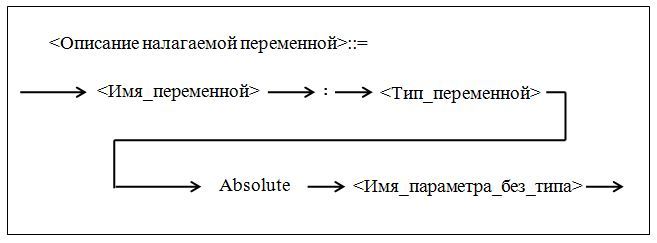 <Описание налагаемой переменной>::=
<Имя_переменной> : <Тип_переменной>
Absolute <Имя_параметра_без_типа>